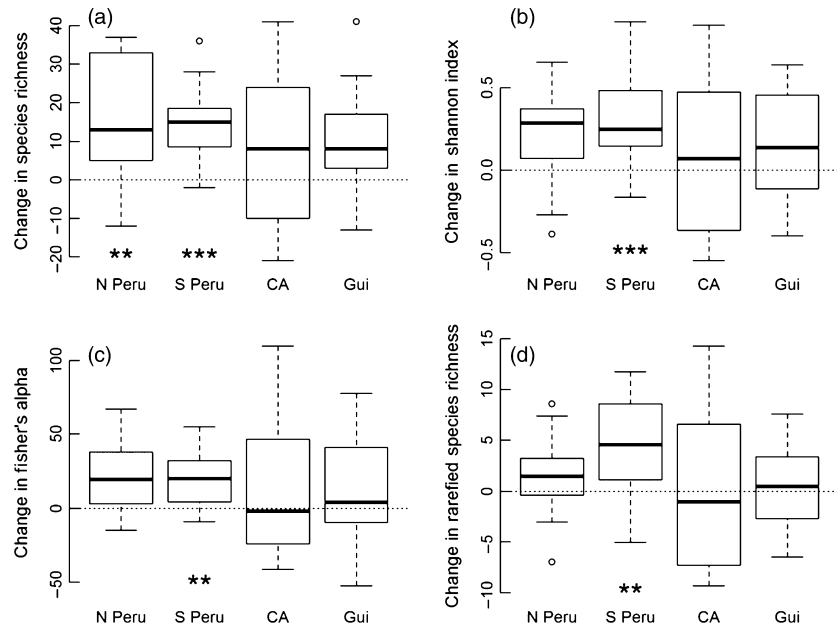 (a)
Change in species richness
40
30
20
10
0
−10
−20
** ***
N Peru S Peru CA Gui
(b)
Change in shannon index
0.5
0.0
−0.5
***
N Peru S Peru CA Gui
(c)
Change in fisher's alpha
100
50
0
−50
**
N Peru S Peru CA Gui
(d)
Change in rarefied species richness
15
10
5
0
−5
−10
**
N Peru S Peru CA Gui